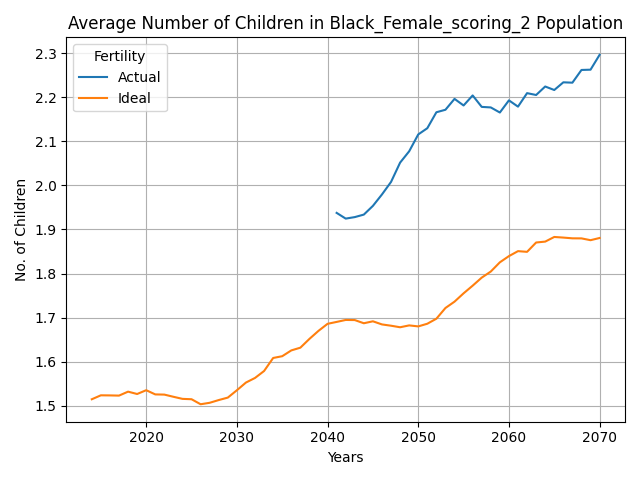 Average Number of Children in Black_Female_scoring_2 Population
Fertility
Actual
Ideal
No. of Children
2.3
2.2
2.1
2.0
1.9
1.8
1.7
1.6
1.5
2020
2030
2040
2050
2060
2070
Years